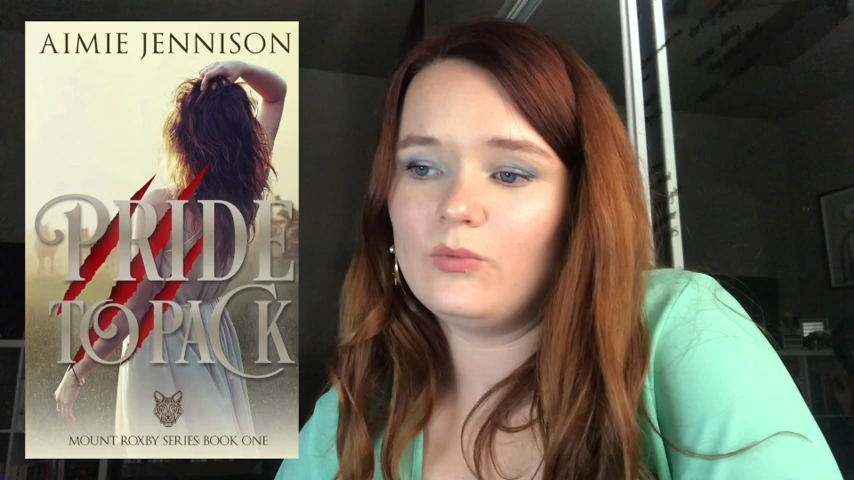 AIMIE JENNISON
PRIDE
TO PACK
MOUNT ROXBY SERIES BOOK ONE